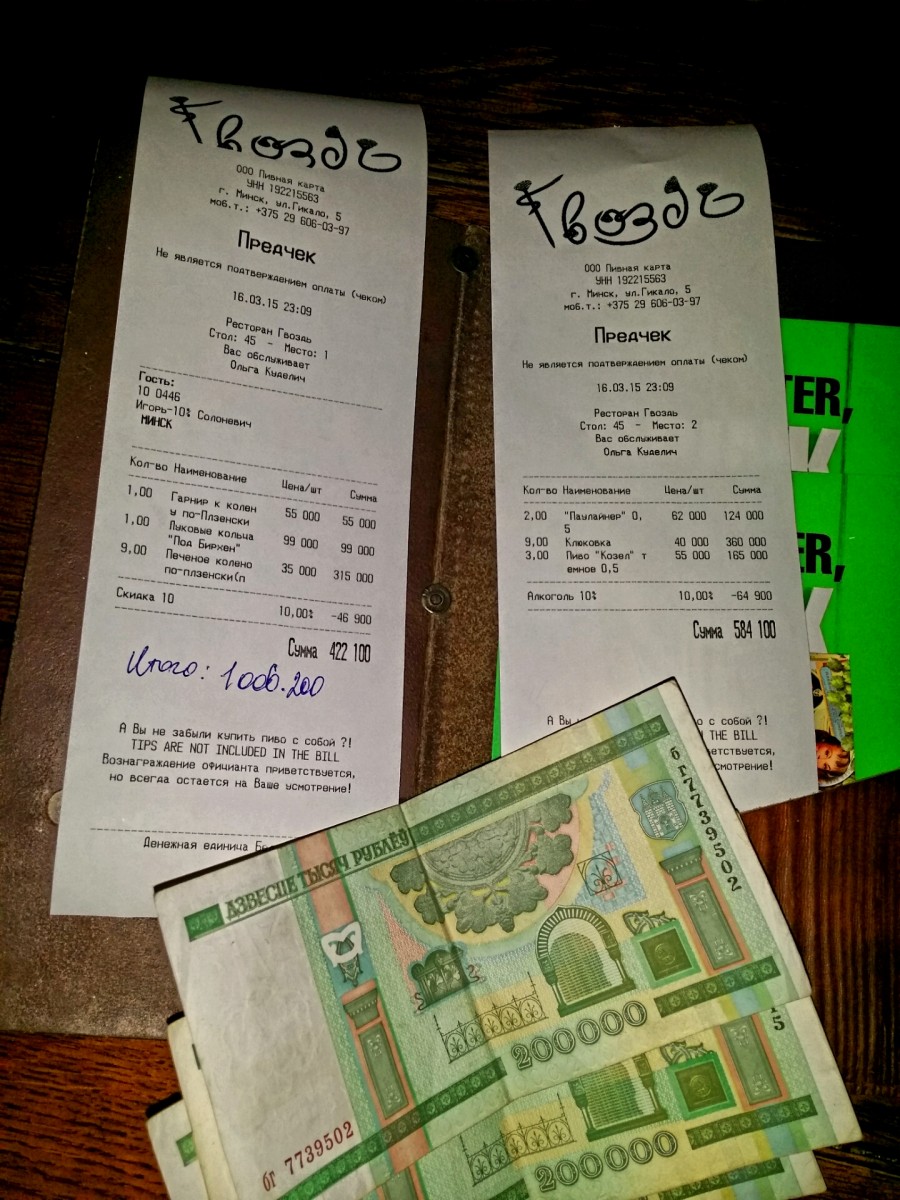 Гвоздь
ООО Пивная карта
УНН 192215563
г. Минск, ул.Гикало, 5
моб.т.: +375 29 606-03-97
Предчек
Не является подтверждением оплаты (чеком)
16.03.15 23:09
Ресторан Гвоздь
Стол: 45 - Место: 1
Вас обслуживает
Ольга Куделич
Гость:
10 0446
Игорь-10% Солоневич
МИНСК
Кол-во Наименование Цена/шт Сумма
1,00 Гарнир к колен 55 000 55 000
у по-Плзенски
1,00 Луковые кольца 99 000 99 000
"Под Бирхен"
9,00 Печеное колено 35 000 315 000
по-плзенски(п
Скидка 10 10,00% -46 900
Сумма 422 100
Итого: 1 006.200
А Вы не забыли купить пиво с собой ?!
TIPS ARE NOT INCLUDED IN THE BILL
Вознаграждение официанта приветствуется,
но всегда остается на Ваше усмотрение!
Денежная единица
Гвоздь
ООО Пивная карта
УНН 192215563
г. Минск, ул.Гикало, 5
моб.т.: +375 29 606-03-97
Предчек
Не является подтверждением оплаты (чеком)
16.03.15 23:09
Ресторан Гвоздь
Стол: 45 - Место: 2
Вас обслуживает
Ольга Куделич
Кол-во Наименование Цена/шт Сумма
2,00 "Паулайнер" 0, 62 000 124 000
5
9,00 Клюковка 40 000 360 000
3,00 Пиво "Козел" т 55 000 165 000
емное 0,5
Алкоголь 10% 10,00% -64 900
Сумма 584 100
А Вы о с собой ?!
N THE BILL
ветствуется,
смотрение!
TER,
ER,
ДЗВЕСЦЕ ТЫСЯЧ РУБЛЁЎ
бг7739502
200000
бг 7739502
15
200000